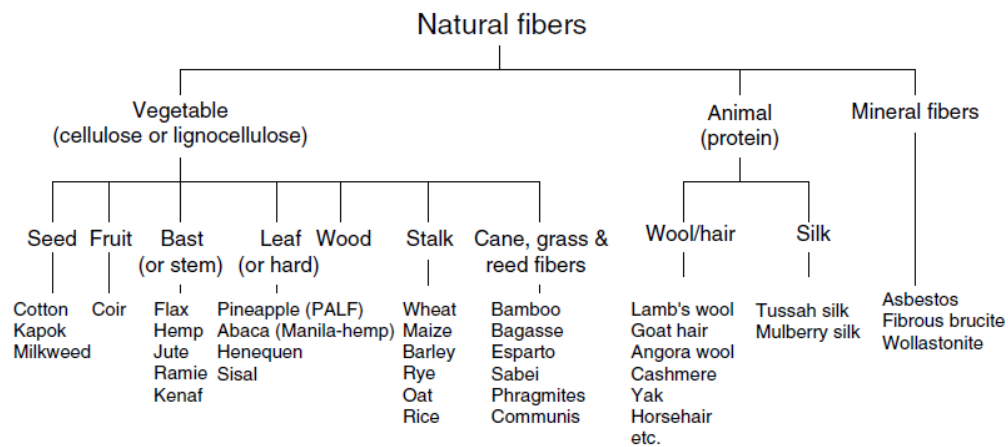 Natural fibers
Vegetable
(cellulose or lignocellulose)
Animal
(protein)
Mineral fibers
Seed
Fruit
Bast
(or stem)
Leaf
(or hard)
Wood
Stalk
Cane, grass &
reed fibers
Wool/hair
Silk
Cotton
Kapok
Milkweed
Coir
Flax
Hemp
Jute
Ramie
Kenaf
Pineapple (PALF)
Abaca (Manila-hemp)
Henequen
Sisal
Wheat
Maize
Barley
Rye
Oat
Rice
Bamboo
Bagasse
Esparto
Sabei
Phragmites
Communis
Lamb's wool
Goat hair
Angora wool
Cashmere
Yak
Horsehair
etc.
Tussah silk
Mulberry silk
Asbestos
Fibrous brucite
Wollastonite